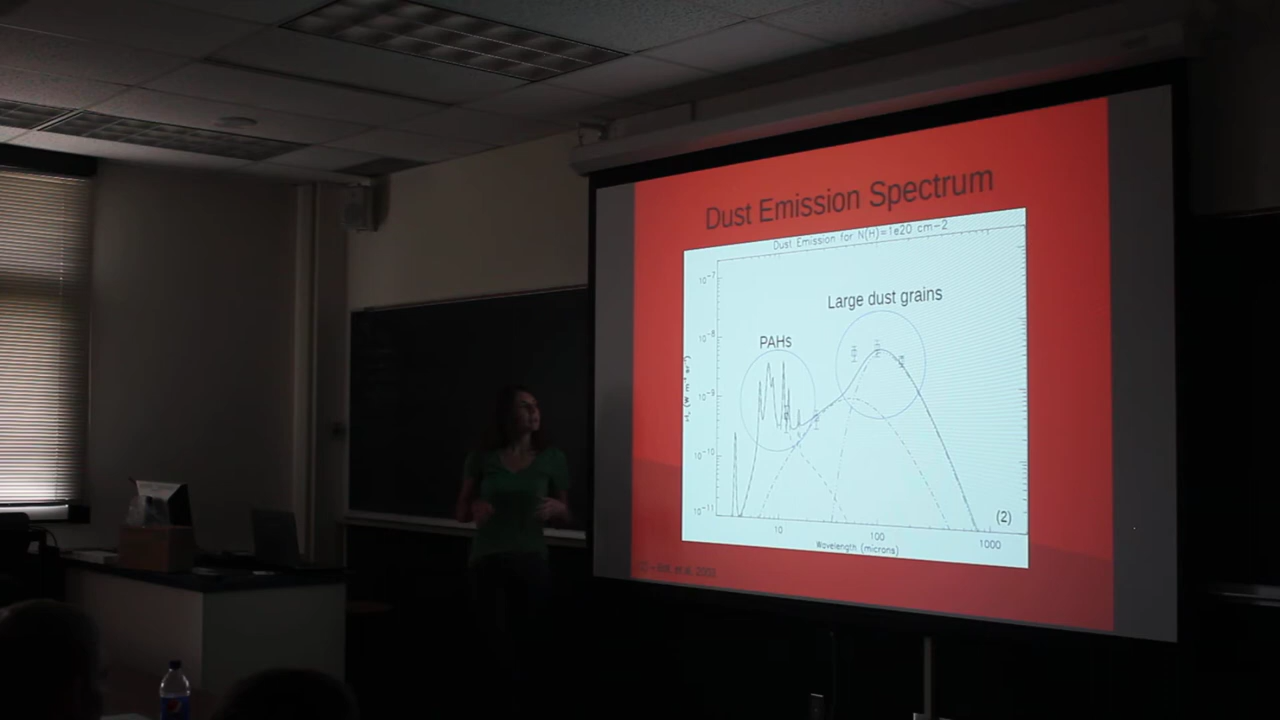 Dust Emission Spectrum
Dust Emission for N(H)=1e20 cm-2
Large dust grains
PAHs
10-7
10-8
10-9
10-10
10-11
10
100
1000
Wavelength (microns)
(2)